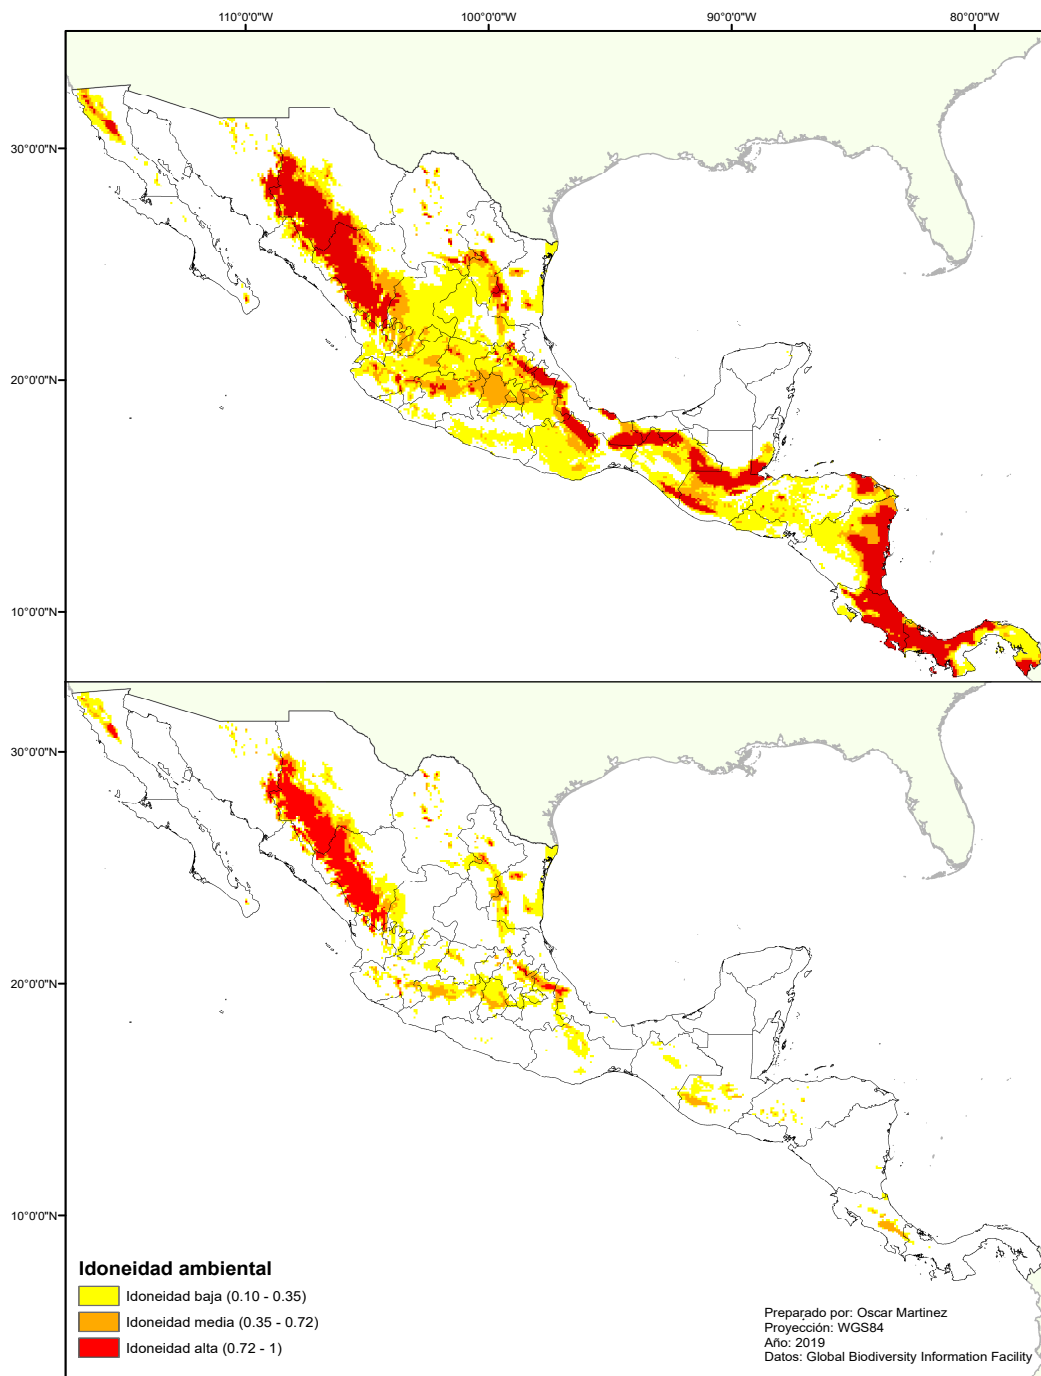 110°0'0"W 100°0'0"W 90°0'0"W 80°0'0"W
30°0'0"N
20°0'0"N
10°0'0"N
30°0'0"N
20°0'0"N
10°0'0"N
Idoneidad ambiental
Idoneidad baja (0.10 - 0.35)
Idoneidad media (0.35 - 0.72)
Idoneidad alta (0.72 - 1)
Preparado por: Oscar Martinez
Proyección: WGS84
Año: 2019
Datos: Global Biodiversity Information Facility